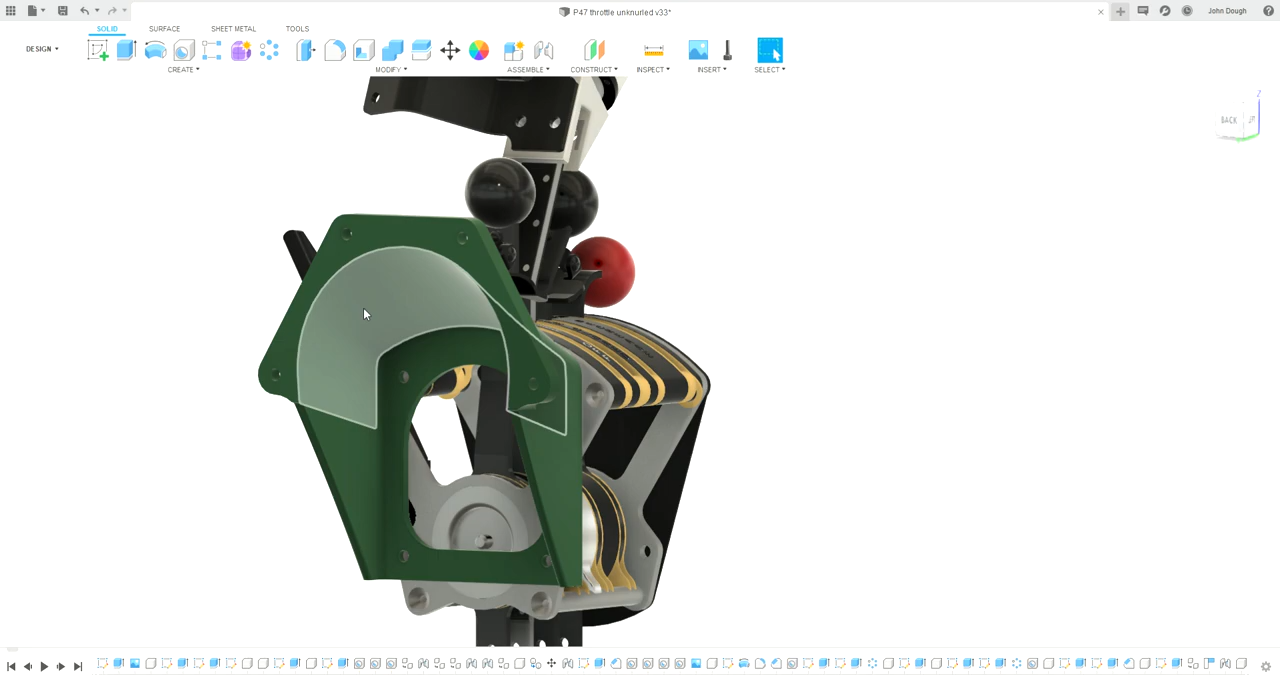 P47 throttle unknurled v33*
John Dough
SOLID SURFACE SHEET METAL TOOLS
DESIGN
CREATE MODIFY ASSEMBLE CONSTRUCT INSPECT INSERT SELECT
Z
BACK